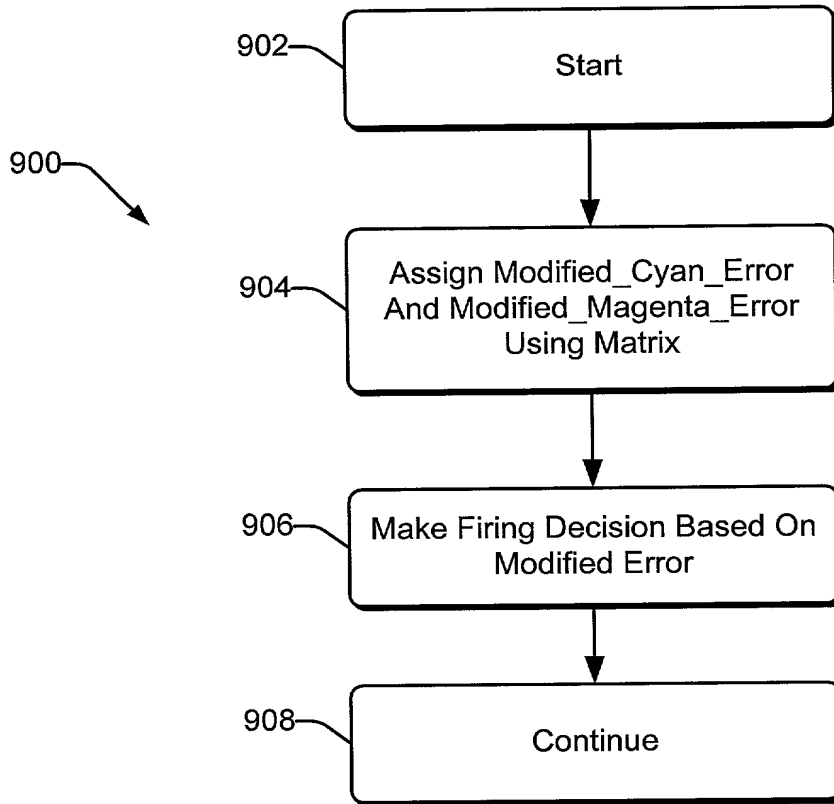 902
Start
900
904
Assign Modified_Cyan_Error
And Modified_Magenta_Error
Using Matrix
906
Make Firing Decision Based On
Modified Error
908
Continue